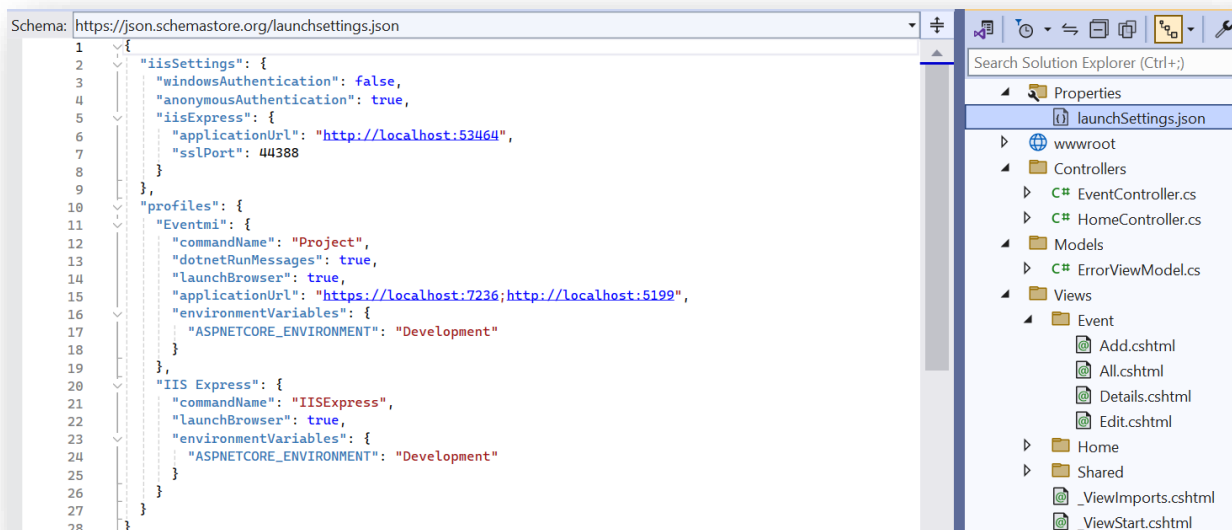 Schema: https://json.schemastore.org/launchsettings.json
1 {
2 "iisSettings": {
3 "windowsAuthentication": false,
4 "anonymousAuthentication": true,
5 "iisExpress": {
6 "applicationUrl": "http://localhost:53464",
7 "sslPort": 44388
8 }
9 },
10 "profiles": {
11 "Eventmi": {
12 "commandName": "Project",
13 "dotnetRunMessages": true,
14 "launchBrowser": true,
15 "applicationUrl": "https://localhost:7236;http://localhost:5199",
16 "environmentVariables": {
17 "ASPNETCORE_ENVIRONMENT": "Development"
18 }
19 },
20 "IIS Express": {
21 "commandName": "IISExpress",
22 "launchBrowser": true,
23 "environmentVariables": {
24 "ASPNETCORE_ENVIRONMENT": "Development"
25 }
26 }
27 }
28 }
Search Solution Explorer (Ctrl+;)
Properties
launchSettings.json
wwwroot
Controllers
C# EventController.cs
C# HomeController.cs
Models
C# ErrorViewModel.cs
Views
Event
Add.cshtml
All.cshtml
Details.cshtml
Edit.cshtml
Home
Shared
_ViewImports.cshtml
_ViewStart.cshtml